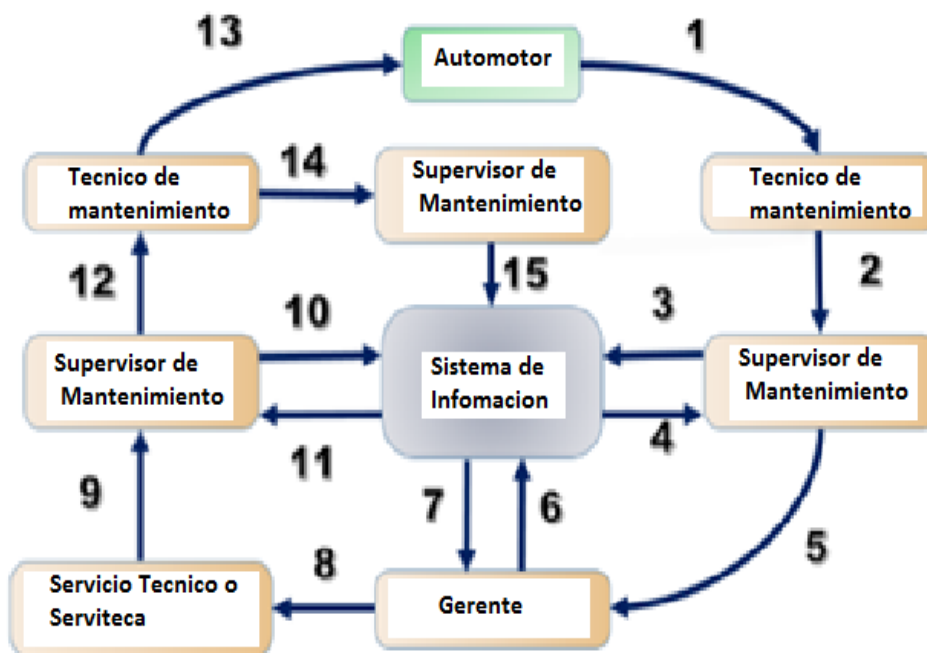 13
1
Automotor
Tecnico de
mantenimiento
14
Supervisor de
Mantenimiento
Tecnico de
mantenimiento
12
10
15
3
2
Supervisor de
Mantenimiento
Sistema de
Infomacion
Supervisor de
Mantenimiento
11
4
9
7
6
5
8
Servicio Tecnico o
Serviteca
Gerente